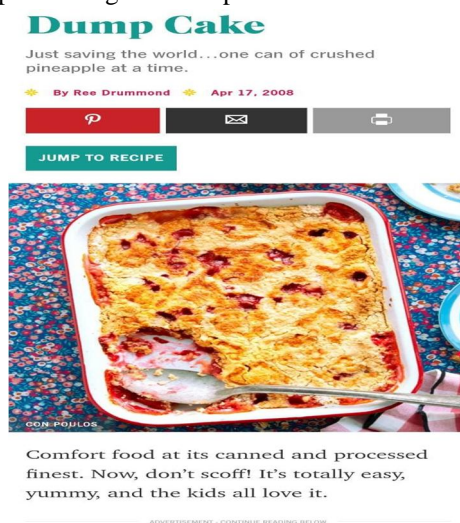 Dump Cake
Just saving the world...one can of crushed
pineapple at a time.
By Ree Drummond Apr 17, 2008
JUMP TO RECIPE
CON POULOS
Comfort food at its canned and processed
finest. Now, don't scoff! It's totally easy,
yummy, and the kids all love it.
ADVERTISEMENT - CONTINUE READING BELOW